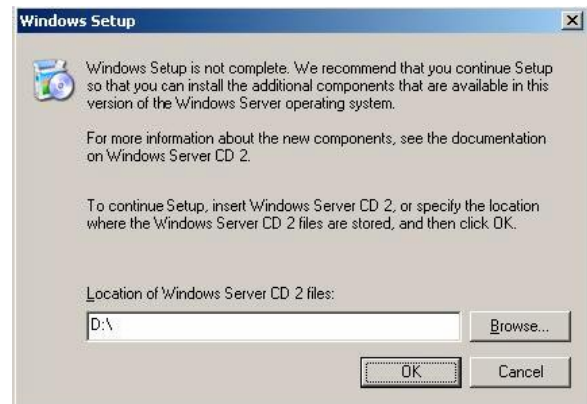 Windows Setup
Windows Setup is not complete. We recommend that you continue Setup
so that you can install the additional components that are available in this
version of the Windows Server operating system.
For more information about the new components, see the documentation
on Windows Server CD 2.
To continue Setup, insert Windows Server CD 2, or specify the location
where the Windows Server CD 2 files are stored, and then click OK.
Location of Windows Server CD 2 files:
D:\
Browse...
OK
Cancel